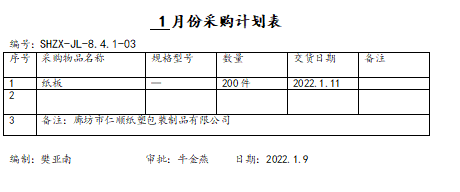 1月份采购计划表
编号:SHZX-JL-8.4.1-03
序号 采购物品名称 规格型号 数量 交货日期 备注
1 纸板 — 200件 2022.1.11
2
3 备注：廊坊市仁顺纸塑包装制品有限公司
编制：樊亚南 审批：牛金燕 日期：2022.1.9